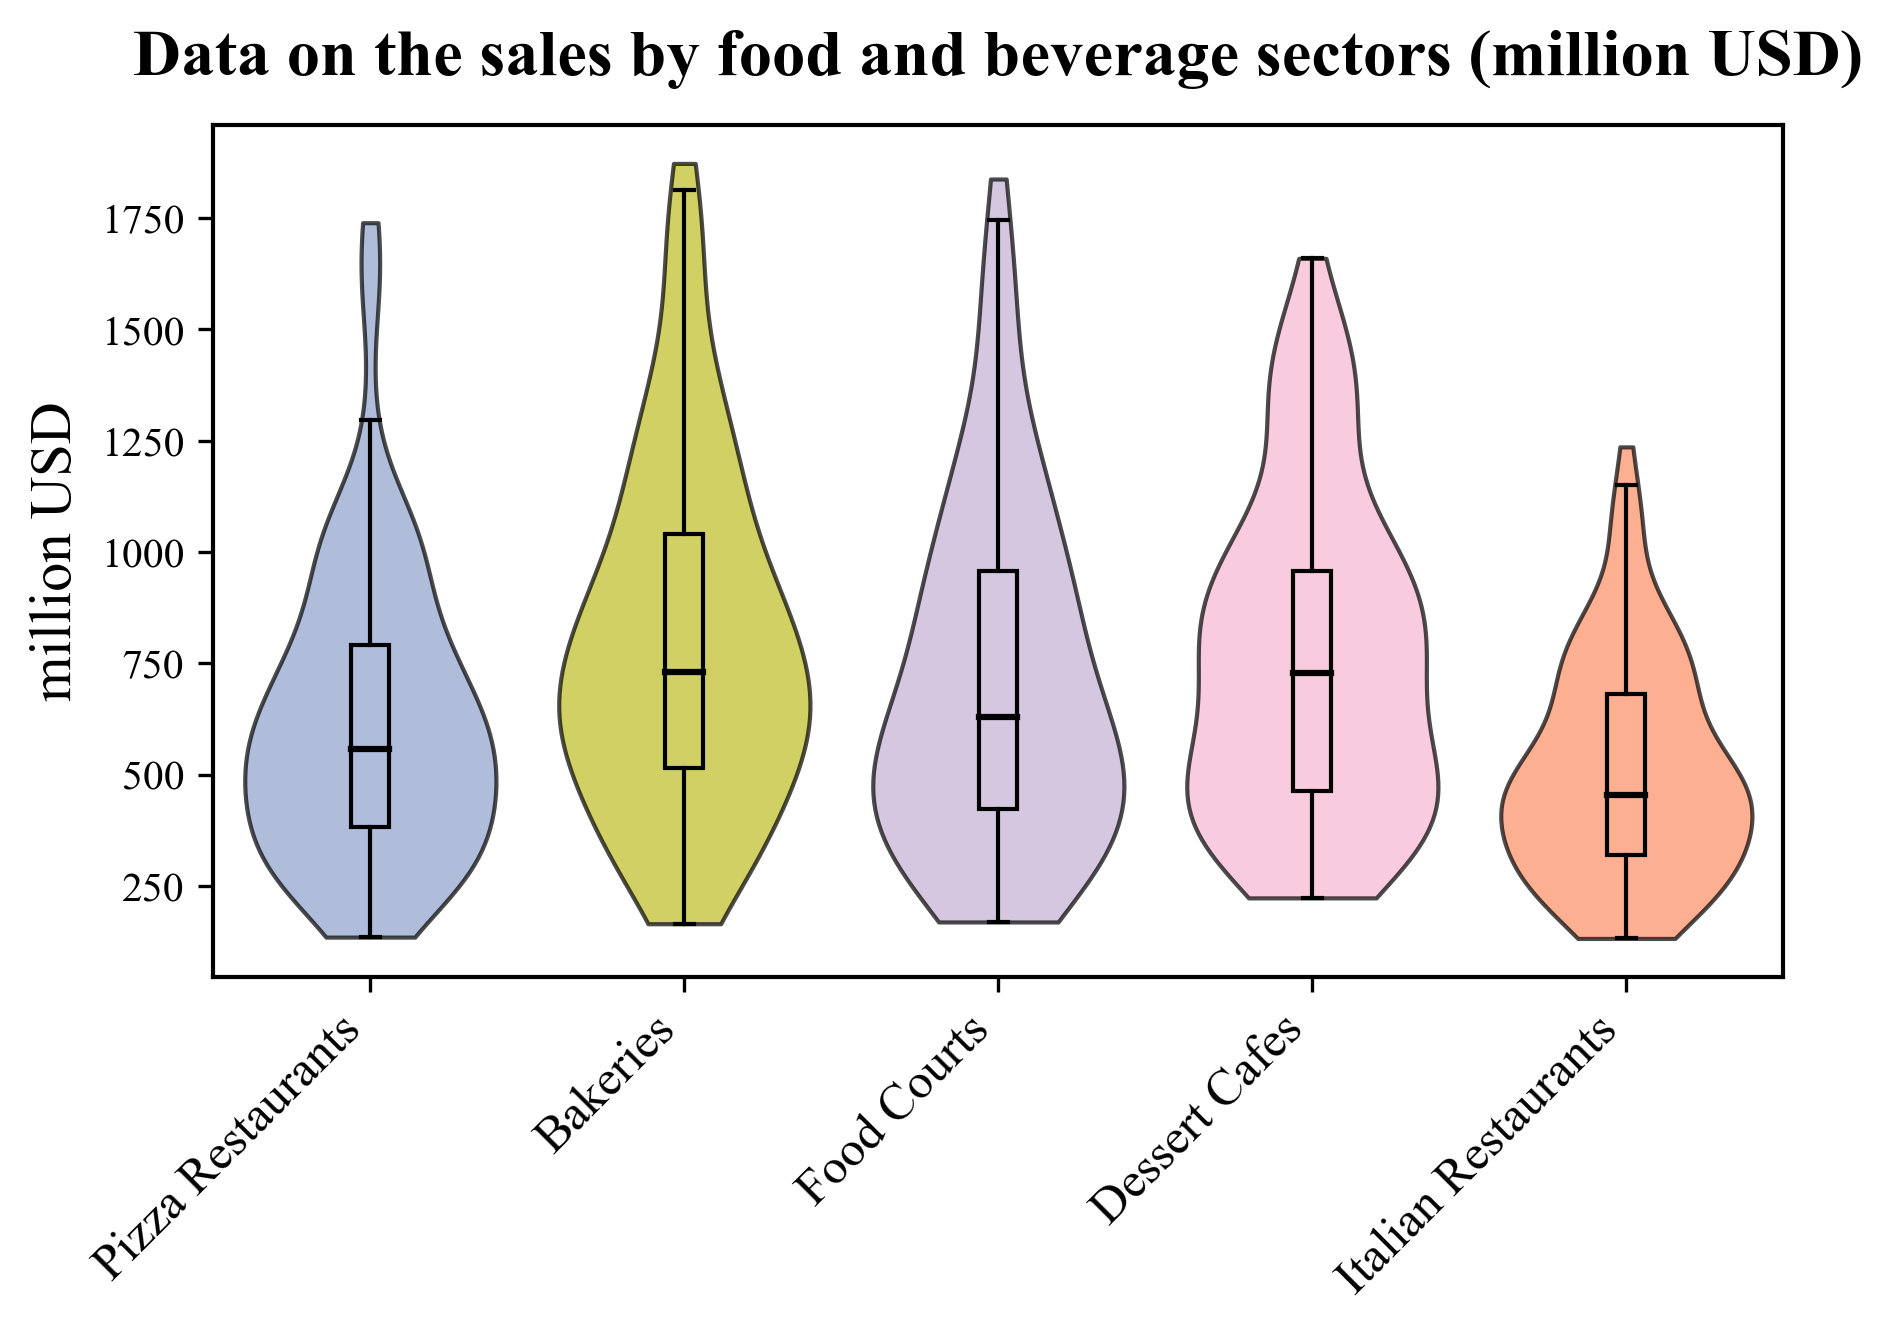 Data on the sales by food and beverage sectors (million USD)
million USD
1750
1500
1250
1000
750
500
250
Pizza Restaurants
Bakeries
Food Courts
Dessert Cafes
Italian Restaurants